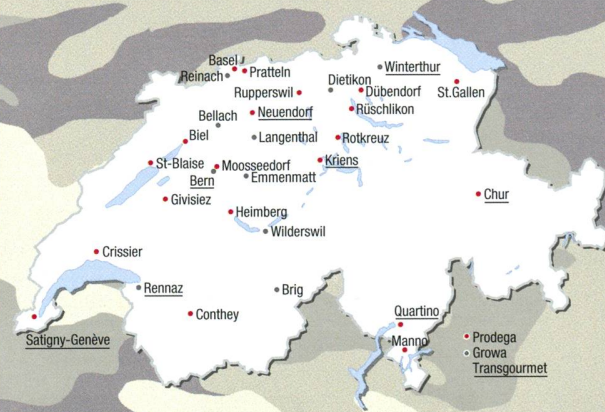 Basel
Reinach
Pratteln
Winterthur
Dietikon
Rupperswil
Dübendorf
St.Gallen
Neuendorf
Rüschlikon
Bellach
Biel
Langenthal
Rotkreuz
St-Blaise
Moosseedorf
Kriens
Bern
Emmenmatt
Givisiez
Chur
Heimberg
Wilderswil
Crissier
Rennaz
Brig
Conthey
Quartino
Satigny-Genève
Manno
Prodega
Growa
Transgourmet